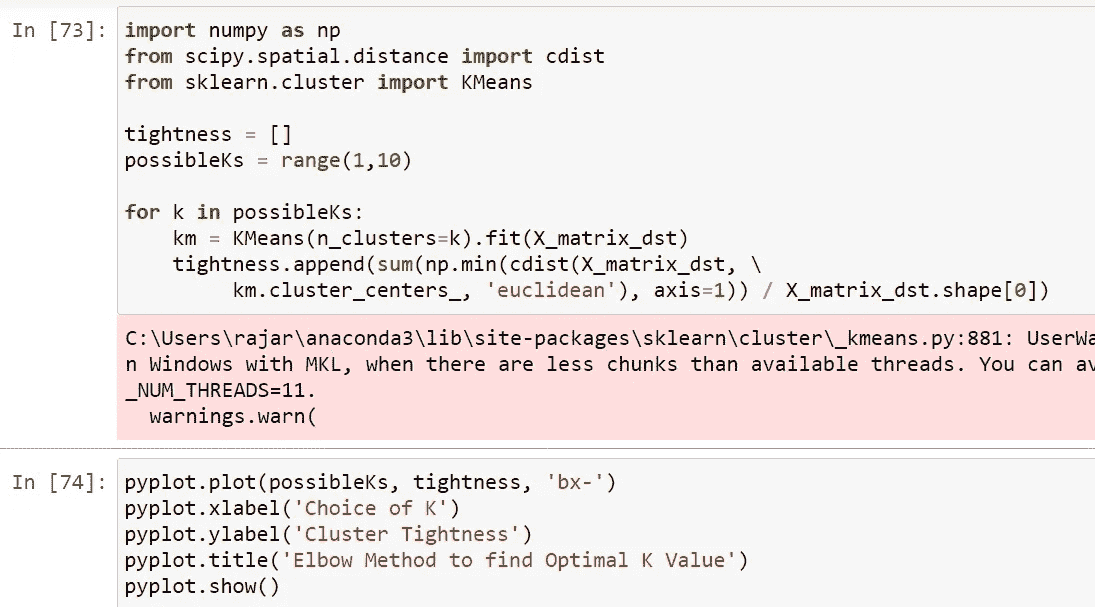 In [73]: import numpy as np
from scipy.spatial.distance import cdist
from sklearn.cluster import KMeans
tightness = []
possibleKs = range(1,10)
for k in possibleKs:
km = KMeans(n_clusters=k).fit(X_matrix_dst)
tightness.append(sum(np.min(cdist(X_matrix_dst, \
km.cluster_centers_, 'euclidean'), axis=1)) / X_matrix_dst.shape[0])
C:\Users\rajar\anaconda3\lib\site-packages\sklearn\cluster\_kmeans.py:881: UserWa
n Windows with MKL, when there are less chunks than available threads. You can av
_NUM_THREADS=11.
warnings.warn(
In [74]: pyplot.plot(possibleKs, tightness, 'bx-')
pyplot.xlabel('Choice of K')
pyplot.ylabel('Cluster Tightness')
pyplot.title('Elbow Method to find Optimal K Value')
pyplot.show()